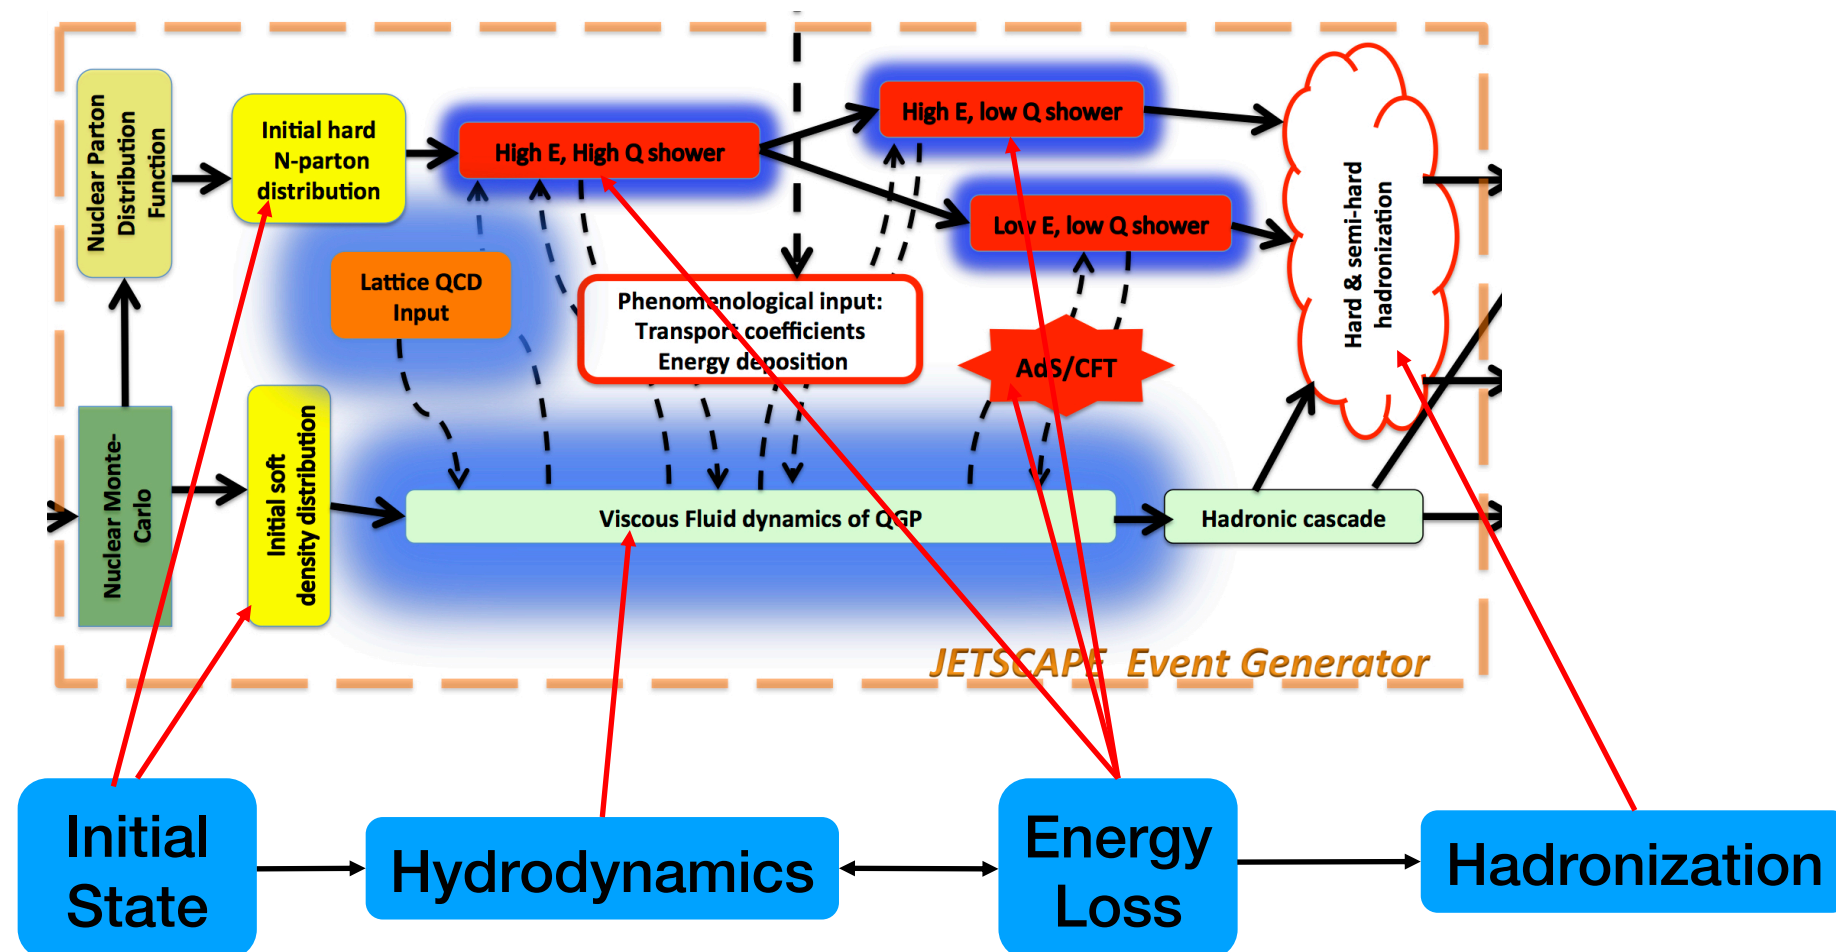 Nuclear Parton
Distribution
Function
Initial hard
N-parton
distribution
High E, High Q shower
High E, low Q shower
Low E, low Q shower
Hard & semi-hard
hadronization
Lattice QCD
Input
Phenomenological input:
Transport coefficients
Energy deposition
AdS/CFT
Nuclear Monte-
Carlo
Initial soft
density distribution
Viscous Fluid dynamics of QGP
Hadronic cascade
JETSCAPE Event Generator
Initial
State
Hydrodynamics
Energy
Loss
Hadronization